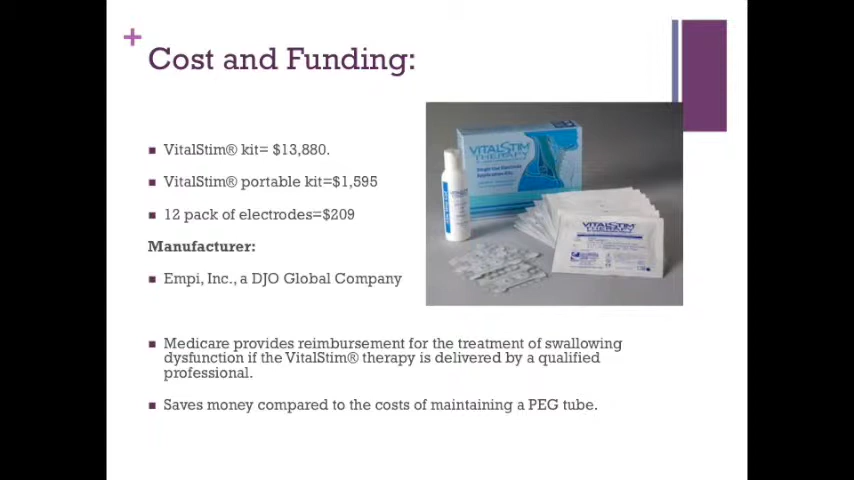 +
Cost and Funding:
■ VitalStim® kit= $13,880.
■ VitalStim® portable kit=$1,595
■ 12 pack of electrodes=$209
Manufacturer:
■ Empi, Inc., a DJO Global Company
■ Medicare provides reimbursement for the treatment of swallowing
dysfunction if the VitalStim® therapy is delivered by a qualified
professional.
■ Saves money compared to the costs of maintaining a PEG tube.
VITALSTIM
THERAPY
VITALSTIM
THERAPY